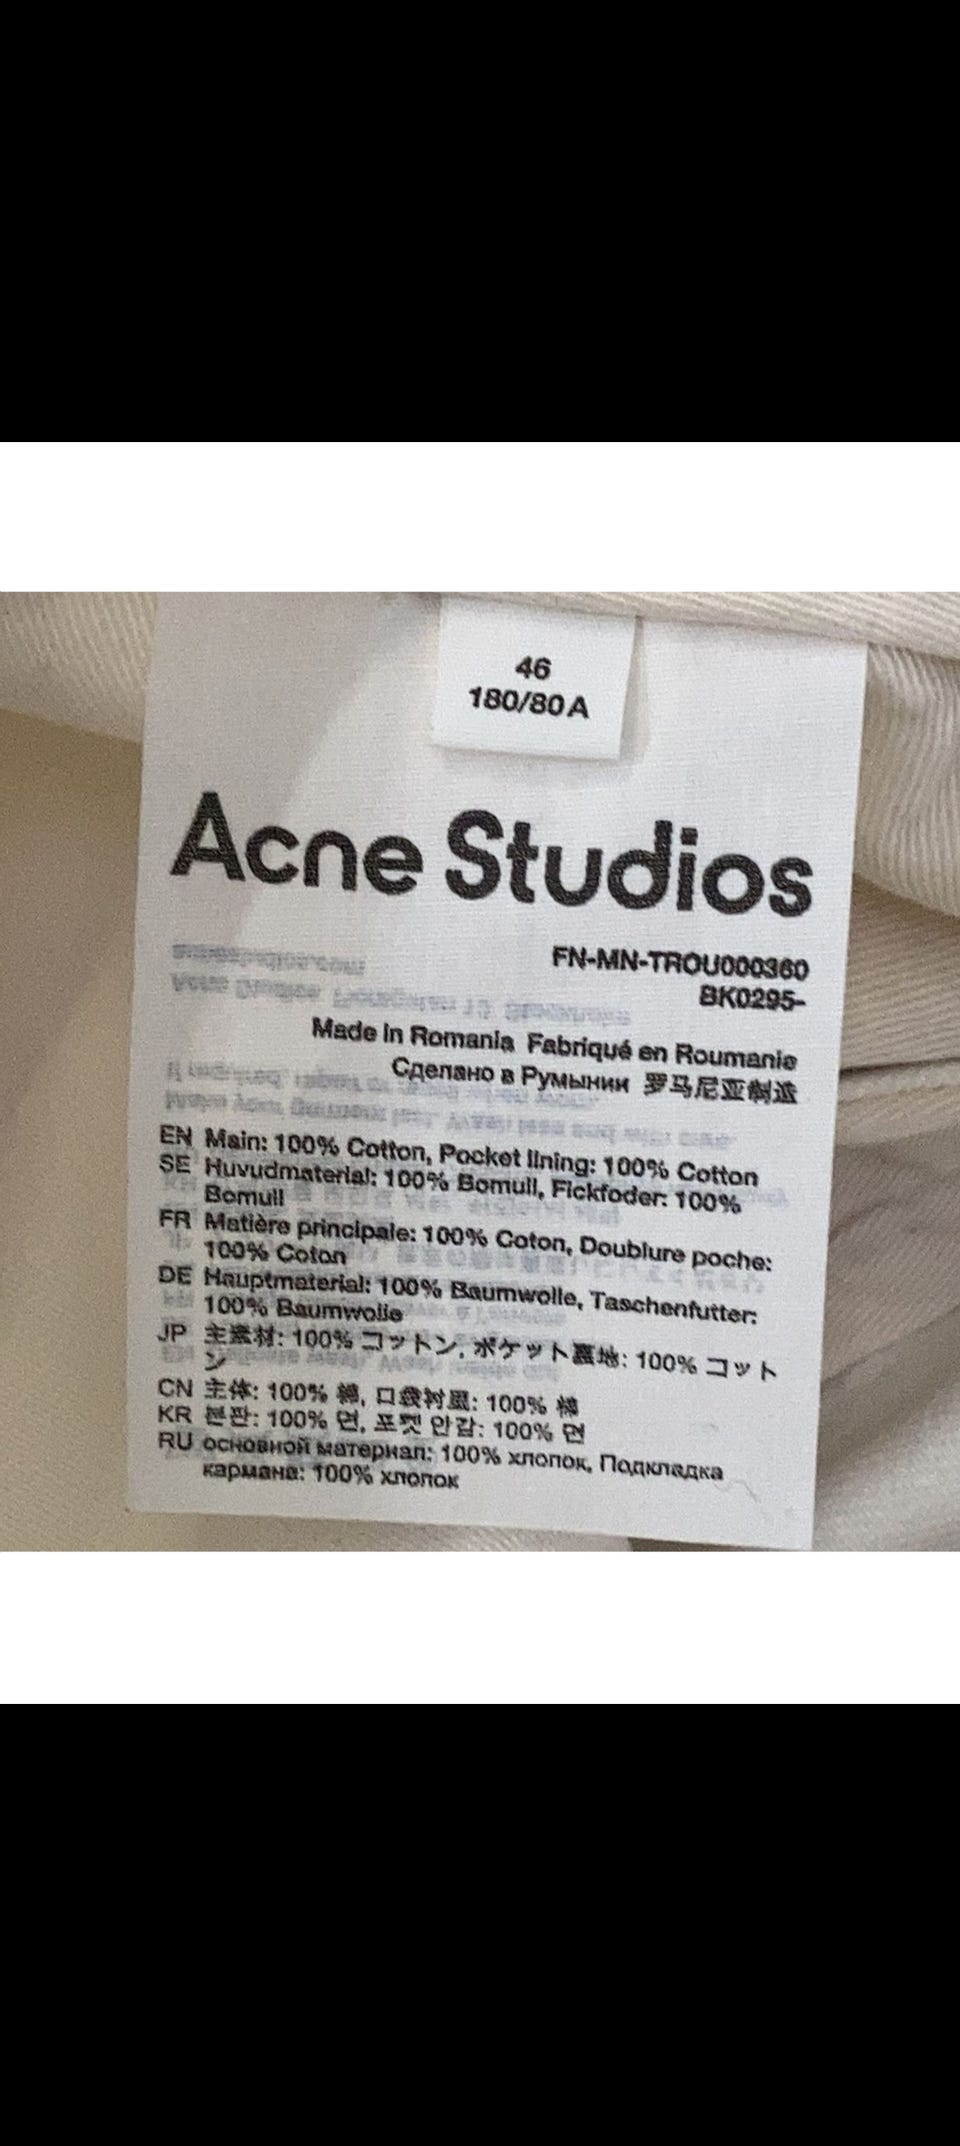 46
180/80A
Acne Studios
FN-MN-TROU000360
BK0295-
Made in Romania Fabriqué en Roumanie
Сделано в Румынии 罗马尼亚制造
EN Main: 100% Cotton, Pocket lining: 100% Cotton
SE Huvudmaterial: 100% Bomull, Fickfoder: 100%
Bomull
FR Matière principale: 100% Coton, Doublure poche:
100% Coton
DE Hauptmaterial: 100% Baumwolle, Taschenfutter:
100% Baumwolle
JP 主素材: 100% コットン, ポケット裏地: 100% コット
ン
CN 主体: 100% 棉, 口袋衬里: 100% 棉
KR 본판: 100% 면, 포켓 안감: 100% 면
RU основной материал: 100% хлопок, Подкладка
кармана: 100% хлопок